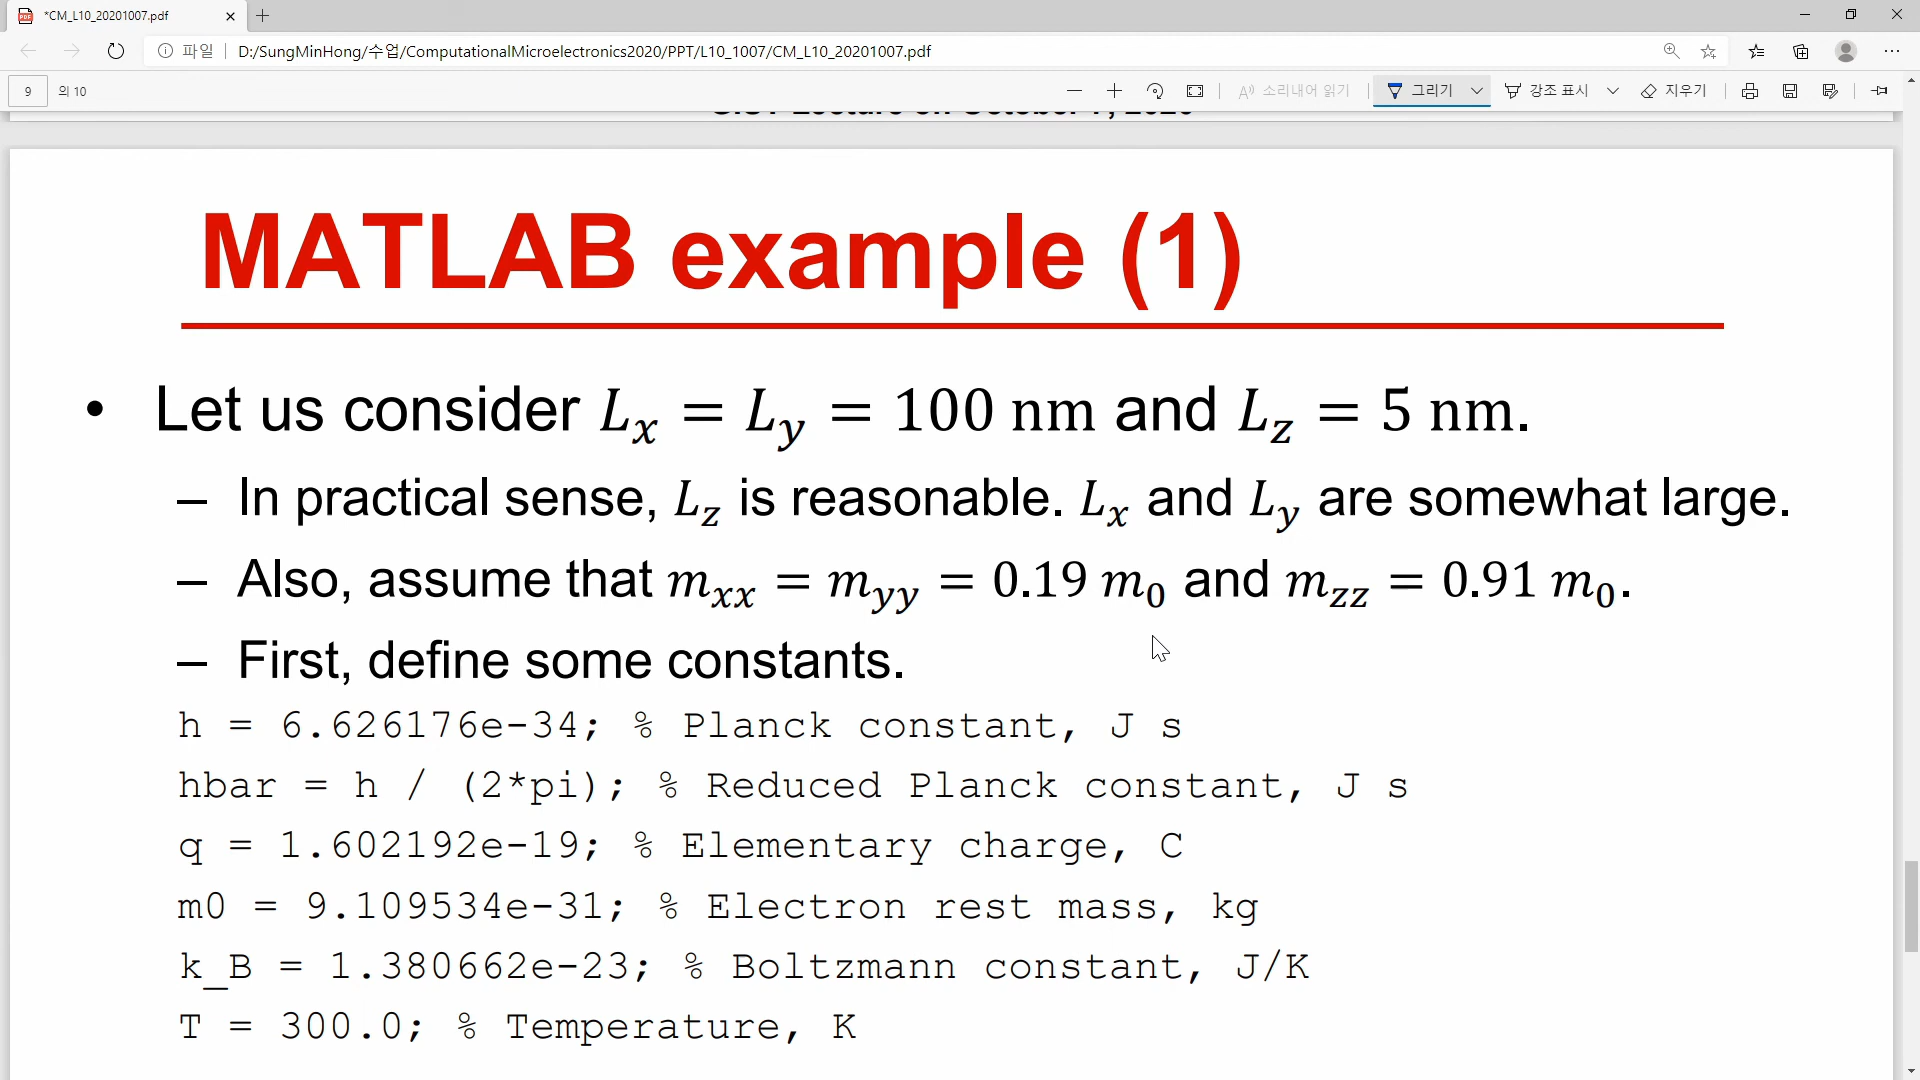 *CM_L10_20201007.pdf
파일 D:/SungMinHong/수업/ComputationalMicroelectronics2020/PPT/L10_1007/CM_L10_20201007.pdf
9 의 10 소리내어 읽기 그리기 강조 표시 지우기
MATLAB example (1)
• Let us consider Lx = Ly = 100 nm and Lz = 5 nm.
– In practical sense, Lz is reasonable. Lx and Ly are somewhat large.
– Also, assume that mxx = myy = 0.19 m0 and mzz = 0.91 m0.
– First, define some constants.
h = 6.626176e-34; % Planck constant, J s
hbar = h / (2*pi); % Reduced Planck constant, J s
q = 1.602192e-19; % Elementary charge, C
m0 = 9.109534e-31; % Electron rest mass, kg
k_B = 1.380662e-23; % Boltzmann constant, J/K
T = 300.0; % Temperature, K